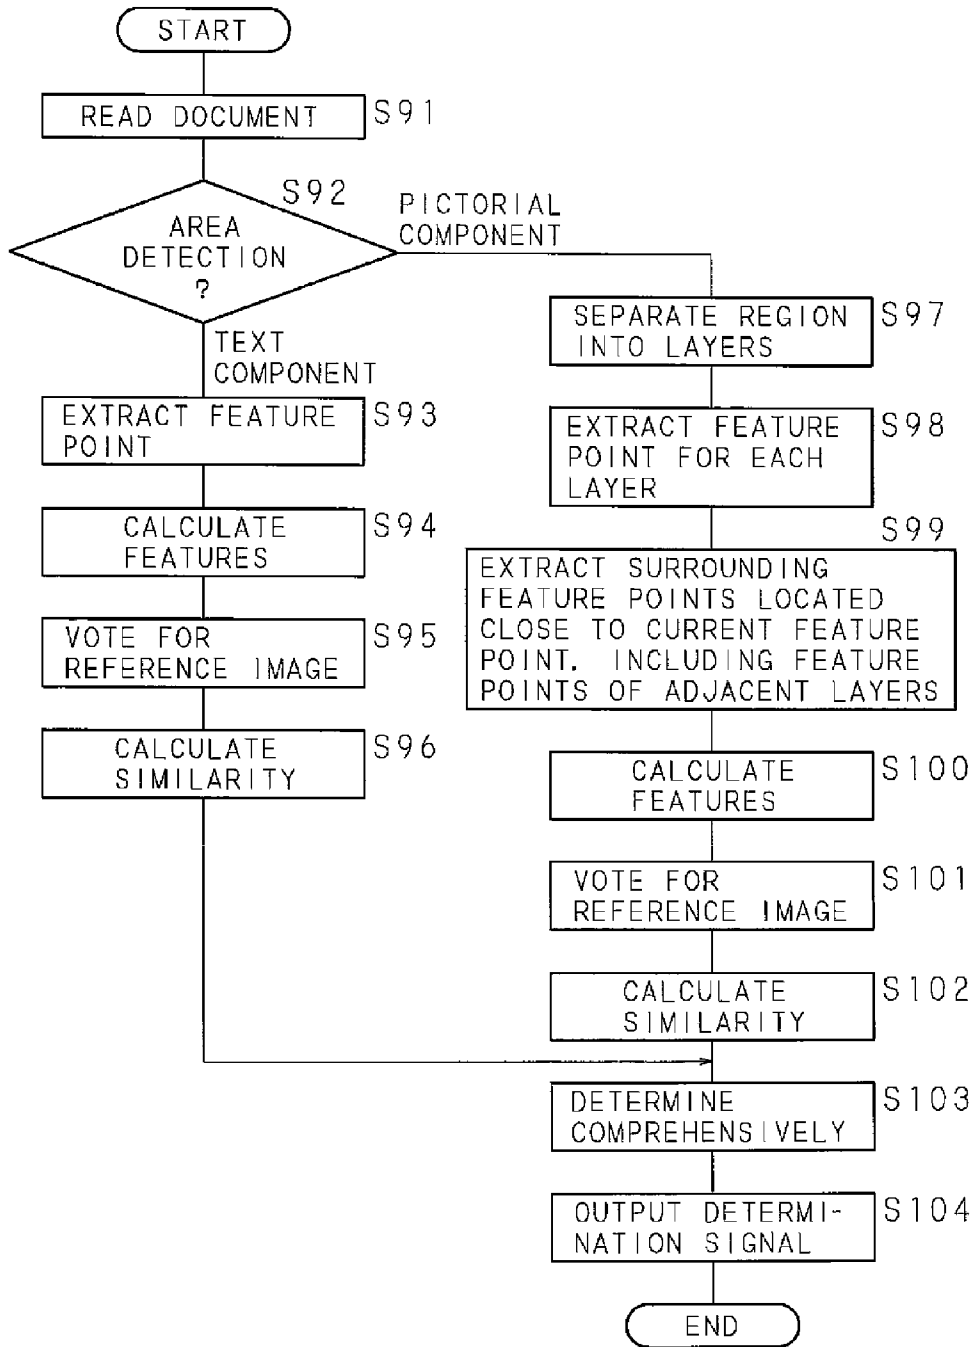 START
READ DOCUMENT
S91
S92
AREA
DETECTION
?
PICTORIAL
COMPONENT
TEXT
COMPONENT
EXTRACT FEATURE
POINT
S93
CALCULATE
FEATURES
S94
VOTE FOR
REFERENCE IMAGE
S95
CALCULATE
SIMILARITY
S96
SEPARATE REGION
INTO LAYERS
S97
EXTRACT FEATURE
POINT FOR EACH
LAYER
S98
S99
EXTRACT SURROUNDING
FEATURE POINTS LOCATED
CLOSE TO CURRENT FEATURE
POINT. INCLUDING FEATURE
POINTS OF ADJACENT LAYERS
CALCULATE
FEATURES
S100
VOTE FOR
REFERENCE IMAGE
S101
CALCULATE
SIMILARITY
S102
DETERMINE
COMPREHENSIVELY
S103
OUTPUT DETERMI-
NATION SIGNAL
S104
END